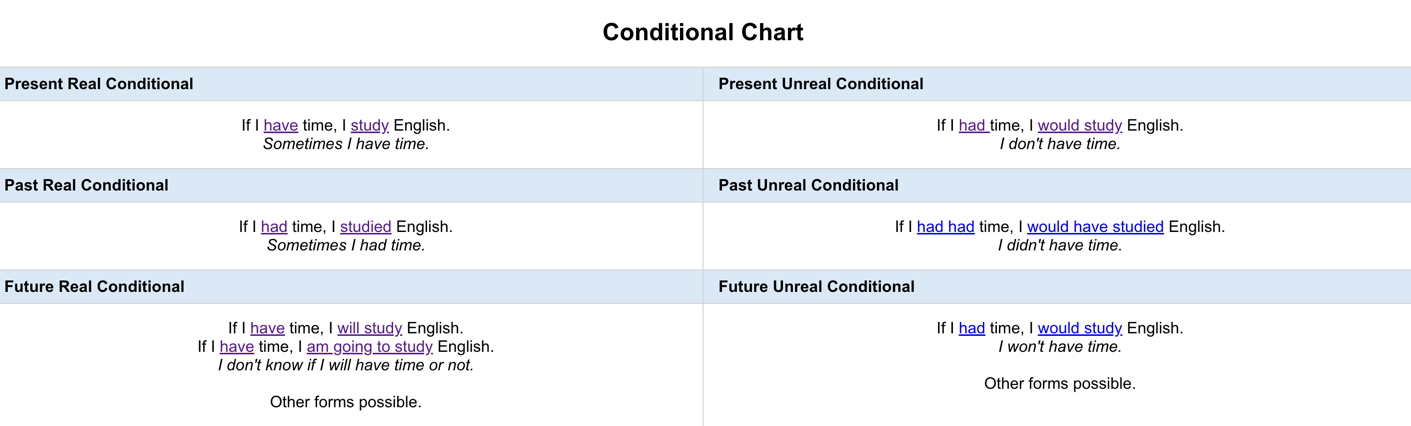 Conditional Chart
Present Real Conditional
Present Unreal Conditional
If I have time, I study English.
Sometimes I have time.
If I had time, I would study English.
I don't have time.
Past Real Conditional
Past Unreal Conditional
If I had time, I studied English.
Sometimes I had time.
If I had had time, I would have studied English.
I didn't have time.
Future Real Conditional
Future Unreal Conditional
If I have time, I will study English.
If I have time, I am going to study English.
I don't know if I will have time or not.
Other forms possible.
If I had time, I would study English.
I won't have time.
Other forms possible.